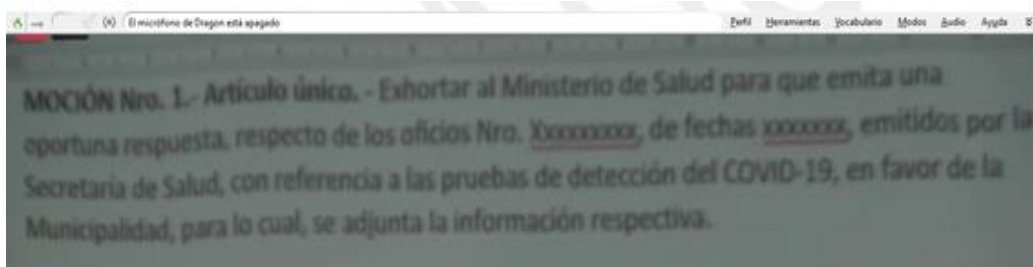 El micrófono de Dragon está apagado
Perfil Herramientas Vocabulario Modos Audio Ayuda
MOCIÓN Nro. 1.- Artículo único. - Exhortar al Ministerio de Salud para que emita una
oportuna respuesta, respecto de los oficios Nro. Xxxxxxxxx, de fechas xxxxxxx, emitidos por la
Secretaría de Salud, con referencia a las pruebas de detección del COVID-19, en favor de la
Municipalidad, para lo cual, se adjunta la información respectiva.